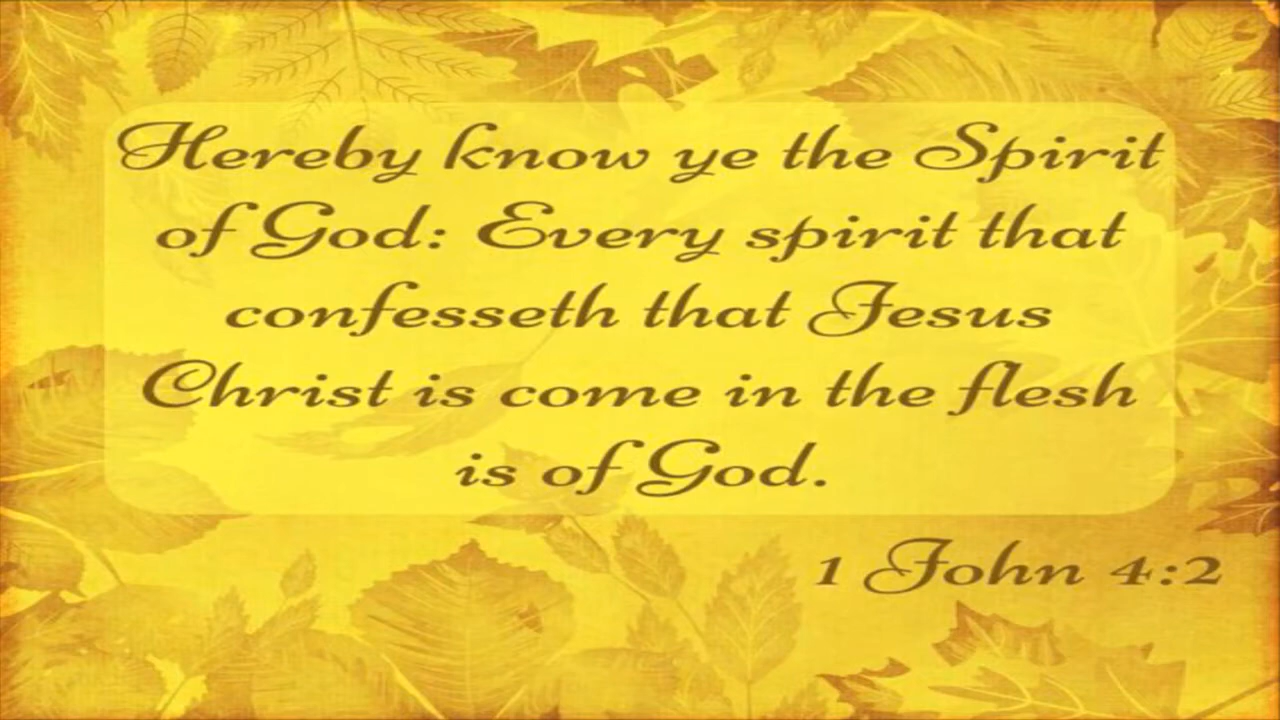 Hereby know ye the Spirit
of God: Every spirit that
confesseth that Jesus
Christ is come in the flesh
is of God.
1 John 4:2